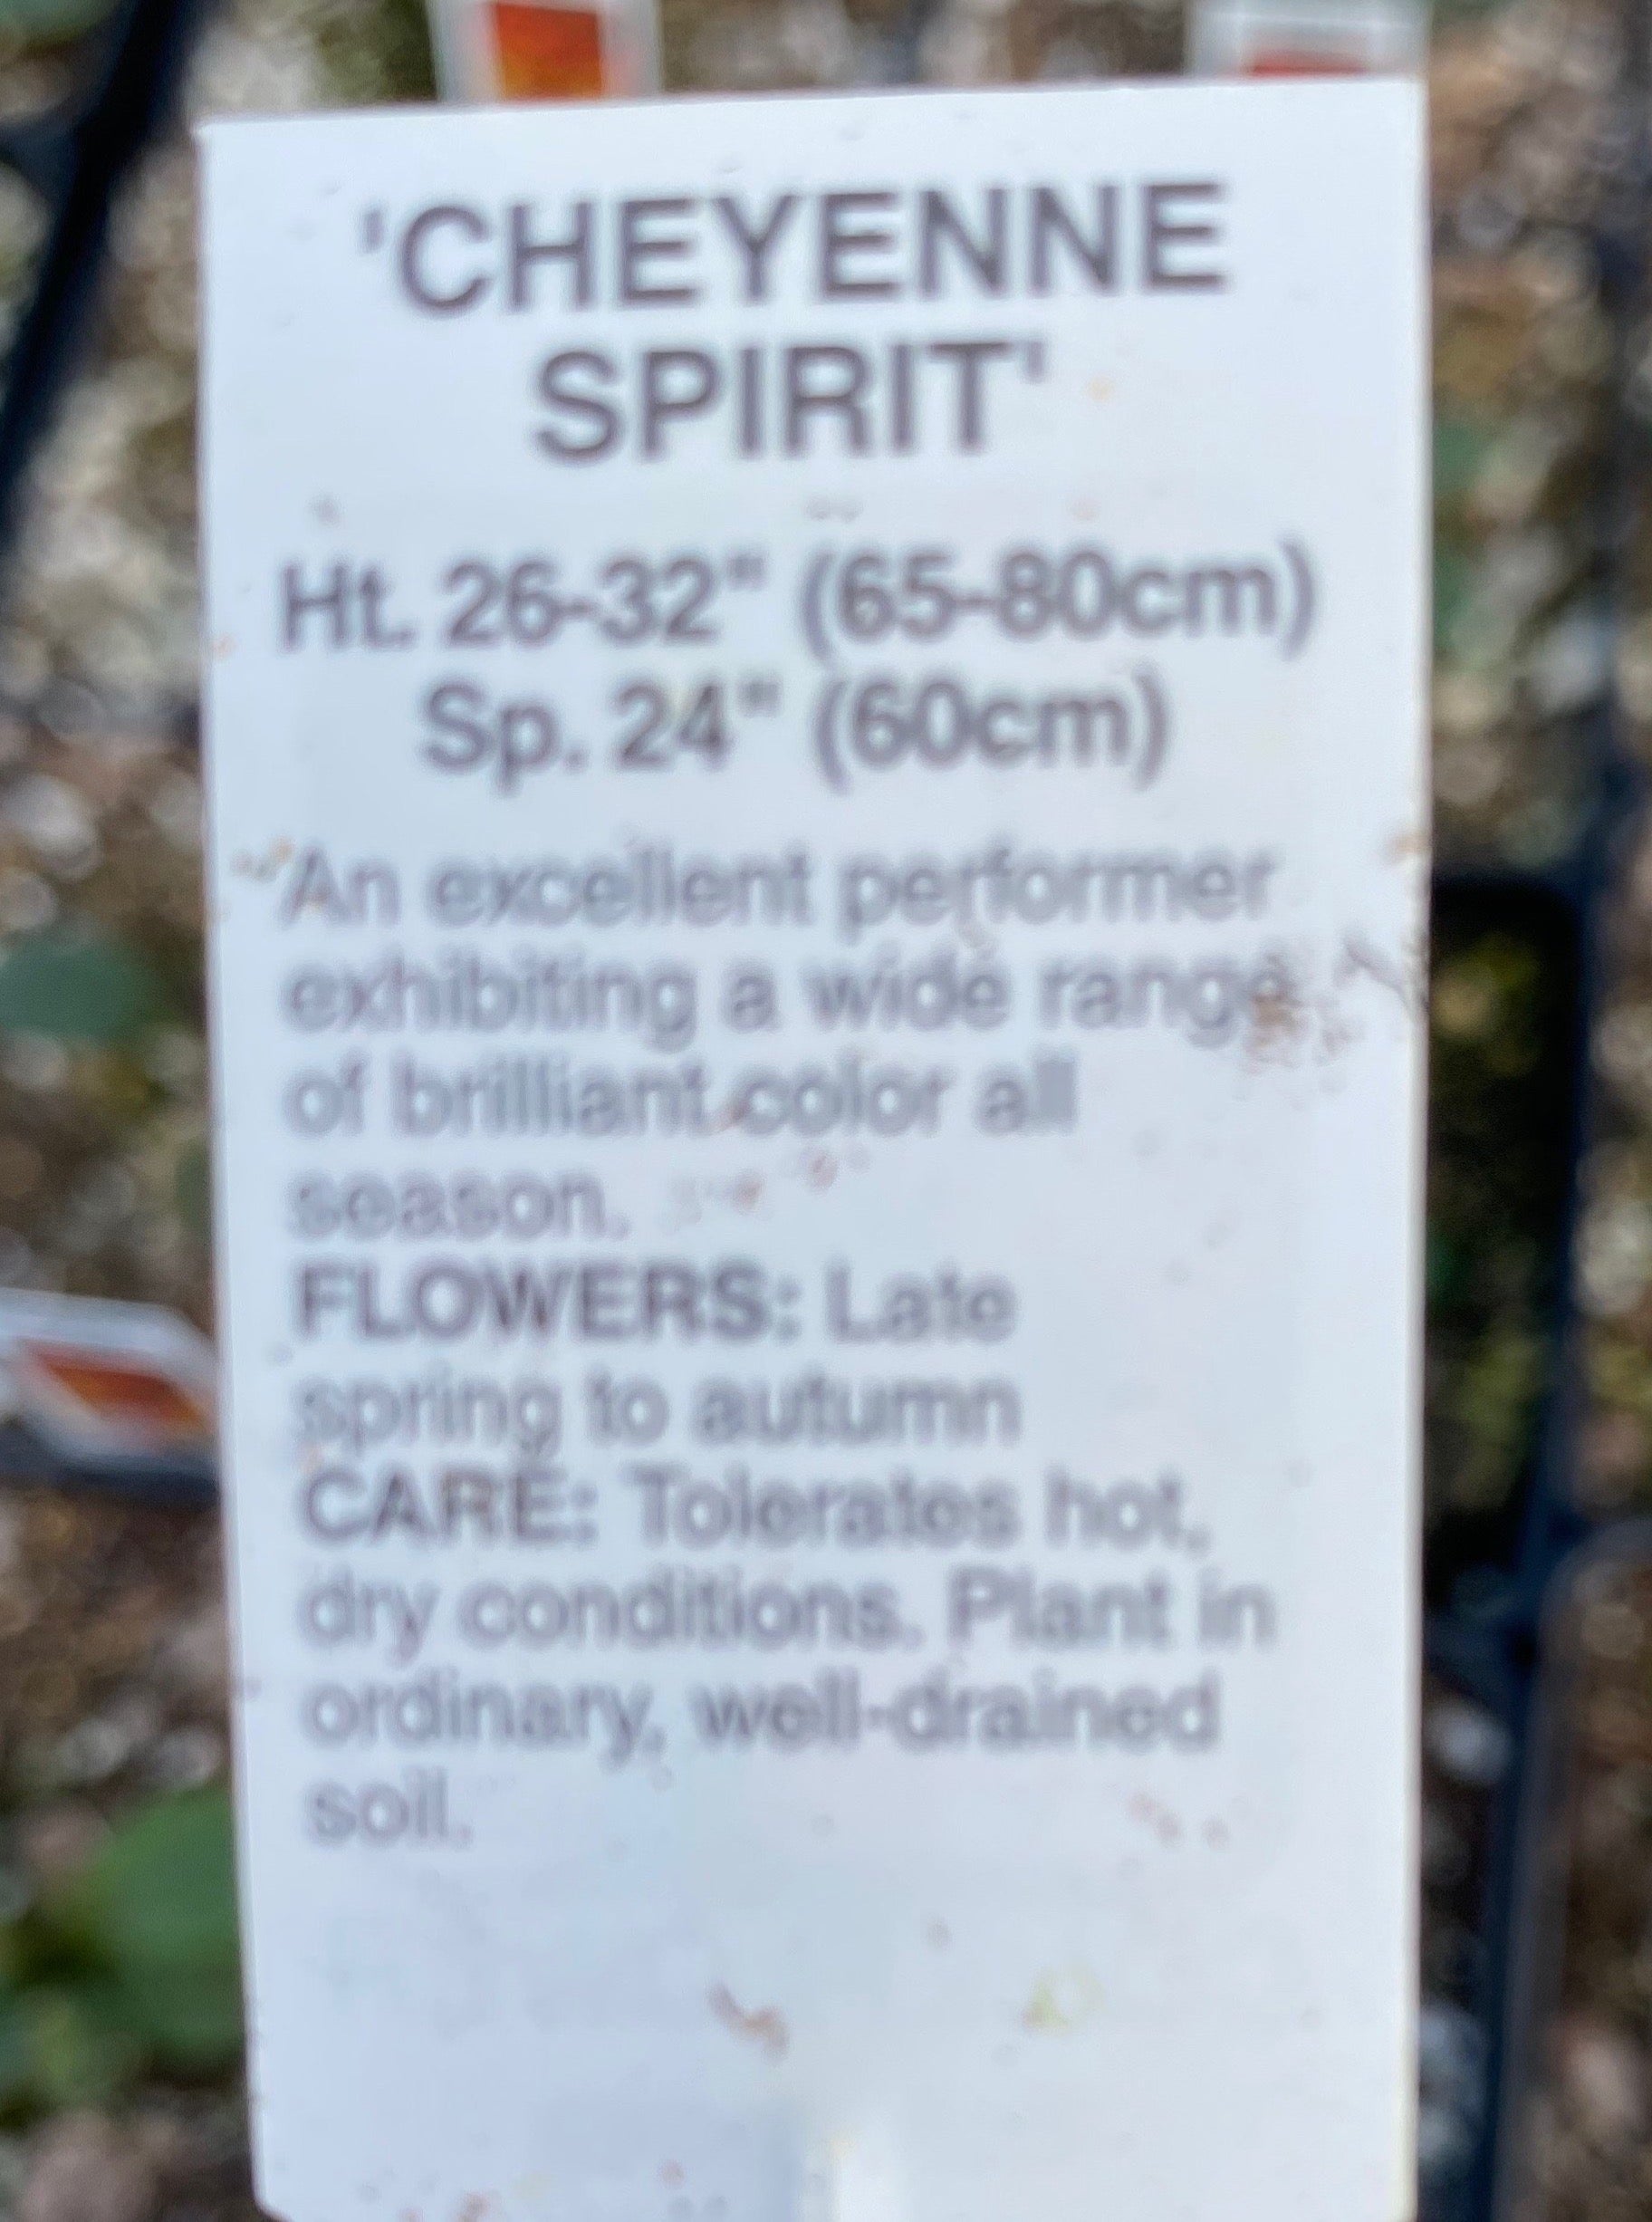 'CHEYENNE
SPIRIT'
Ht. 26-32" (65-80cm)
Sp. 24" (60cm)
An excellent performer
exhibiting a wide range
of brilliant color all
season.
FLOWERS: Late
spring to autumn
CARE: Tolerates hot,
dry conditions. Plant in
ordinary, well-drained
soil.